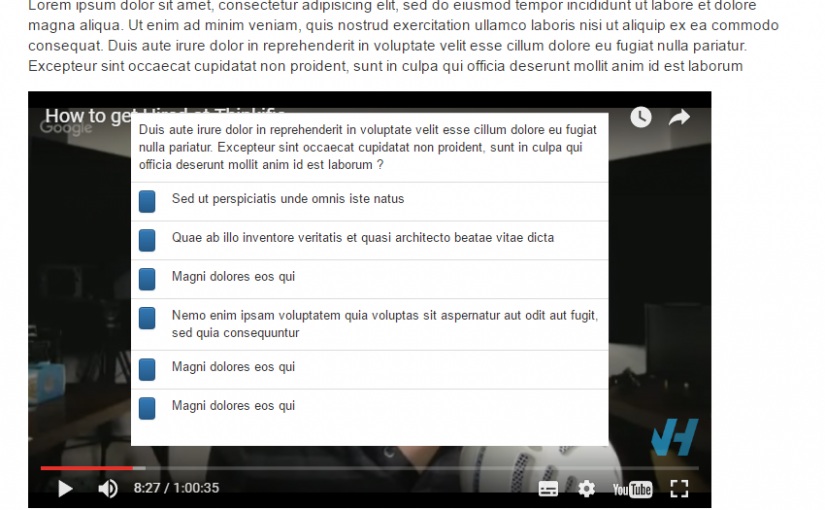 Lorem ipsum dolor sit amet, consectetur adipisicing elit, sed do eiusmod tempor incididunt ut labore et dolore
magna aliqua. Ut enim ad minim veniam, quis nostrud exercitation ullamco laboris nisi ut aliquip ex ea commodo
consequat. Duis aute irure dolor in reprehenderit in voluptate velit esse cillum dolore eu fugiat nulla pariatur.
Excepteur sint occaecat cupidatat non proident, sunt in culpa qui officia deserunt mollit anim id est laborum
How to get Hired at Thinkific
Google
Duis aute irure dolor in reprehenderit in voluptate velit esse cillum dolore eu fugiat
nulla pariatur. Excepteur sint occaecat cupidatat non proident, sunt in culpa qui
officia deserunt mollit anim id est laborum ?
Sed ut perspiciatis unde omnis iste natus
Quae ab illo inventore veritatis et quasi architecto beatae vitae dicta
Magni dolores eos qui
Nemo enim ipsam voluptatem quia voluptas sit aspernatur aut odit aut fugit,
sed quia consequuntur
Magni dolores eos qui
Magni dolores eos qui
8:27 / 1:00:35
YouTube